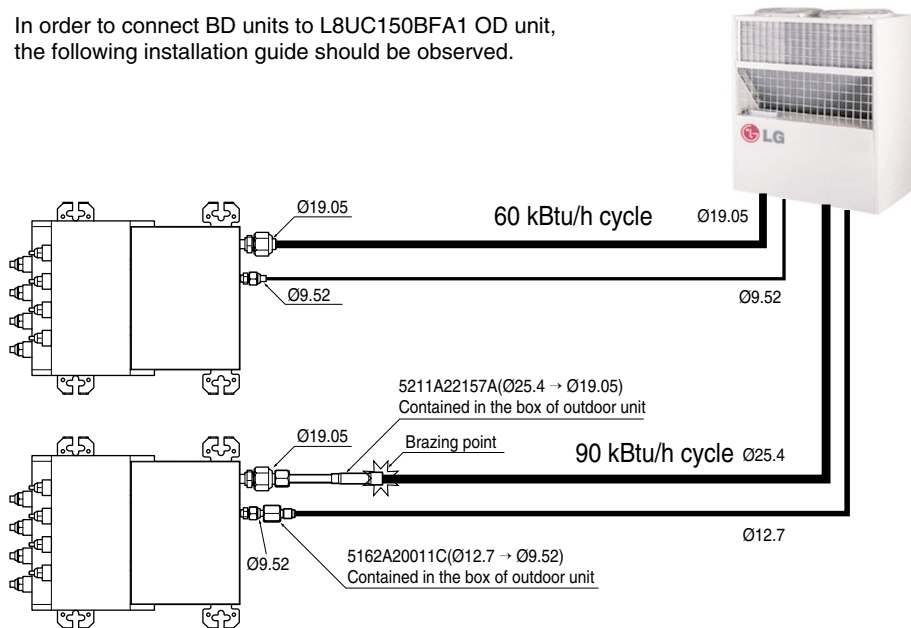 In order to connect BD units to L8UC150BFA1 OD unit,
the following installation guide should be observed.
LG
Ø19.05
60 kBtu/h cycle
Ø19.05
Ø9.52
Ø9.52
5211A22157A(Ø25.4 → Ø19.05)
Contained in the box of outdoor unit
Ø19.05
Brazing point
90 kBtu/h cycle
Ø25.4
Ø12.7
Ø9.52
5162A20011C(Ø12.7 → Ø9.52)
Contained in the box of outdoor unit